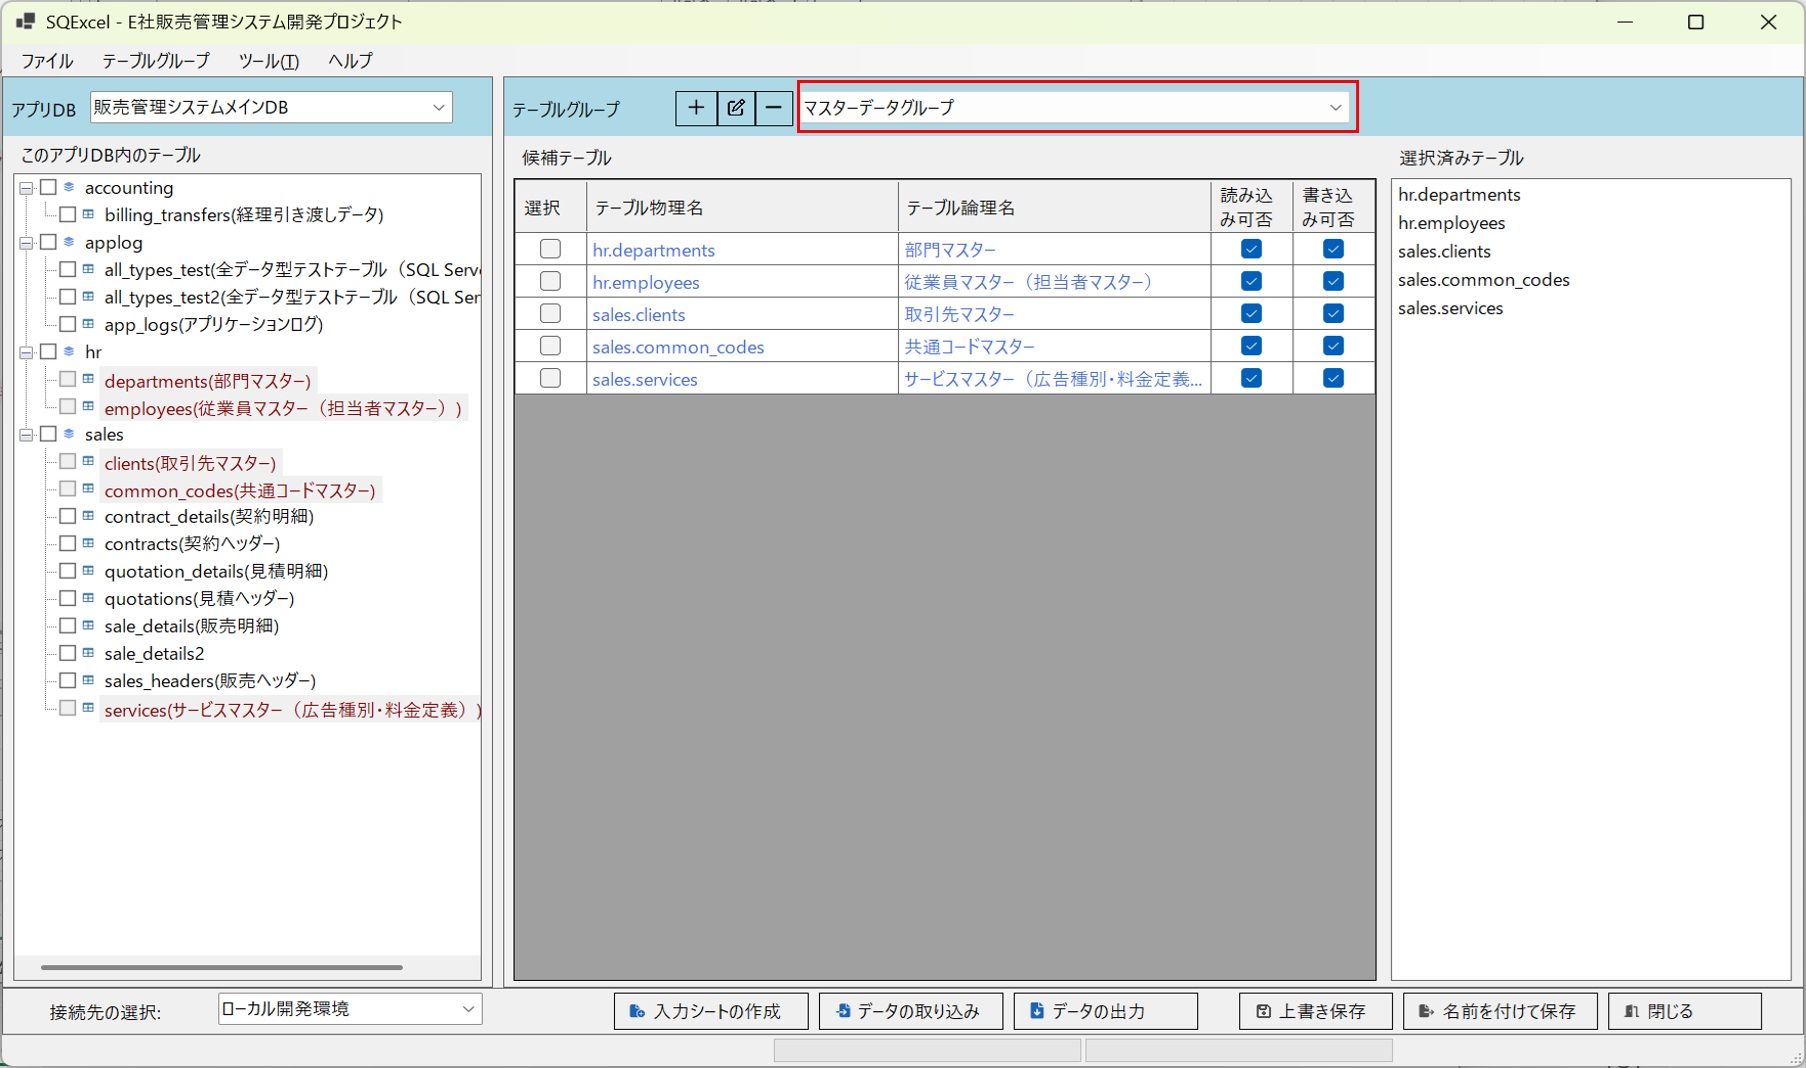 SQExcel - E社販売管理システム開発プロジェクト
ファイル テーブルグループ ツール(T) ヘルプ
アプリDB 販売管理システムメインDB
テーブルグループ マスターデータグループ
このアプリDB内のテーブル
accounting
billing_transfers(経理引き渡しデータ)
applog
all_types_test(全データ型テストテーブル（SQL Serv
all_types_test2(全データ型テストテーブル（SQL Ser
app_logs(アプリケーションログ)
hr
departments(部門マスター)
employees(従業員マスター（担当者マスター）)
sales
clients(取引先マスター)
common_codes(共通コードマスター)
contract_details(契約明細)
contracts(契約ヘッダー)
quotation_details(見積明細)
quotations(見積ヘッダー)
sale_details(販売明細)
sale_details2
sales_headers(販売ヘッダー)
services(サービスマスター（広告種別・料金定義）)
候補テーブル
選択 テーブル物理名 テーブル論理名 読み込み可否 書き込み可否
hr.departments 部門マスター
hr.employees 従業員マスター（担当者マスター）
sales.clients 取引先マスター
sales.common_codes 共通コードマスター
sales.services サービスマスター（広告種別・料金定義...
選択済みテーブル
hr.departments
hr.employees
sales.clients
sales.common_codes
sales.services
接続先の選択: ローカル開発環境
入力シートの作成 データの取り込み データの出力 上書き保存 名前を付けて保存 閉じる